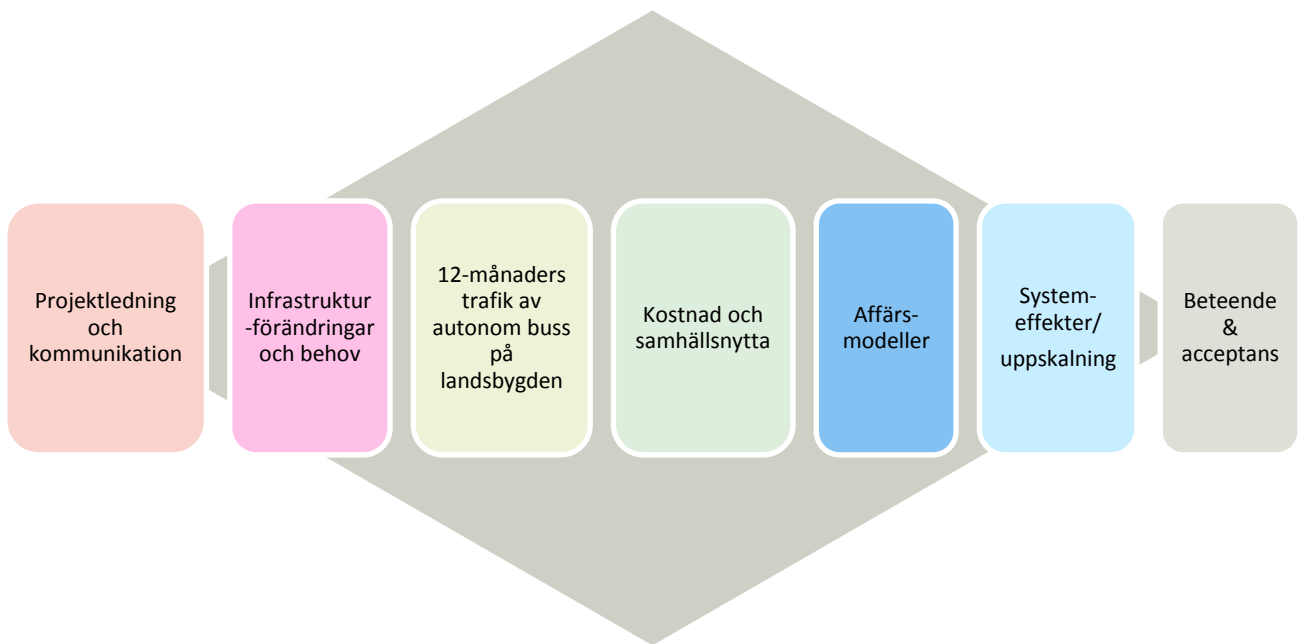 Projektledning
och
kommunikation
Infrastruktur
-förändringar
och behov
12-månaders
trafik av
autonom buss
på
landsbygden
Kostnad och
samhällsnytta
Affärs-
modeller
System-
effekter/
uppskalning
Beteende
&
acceptans